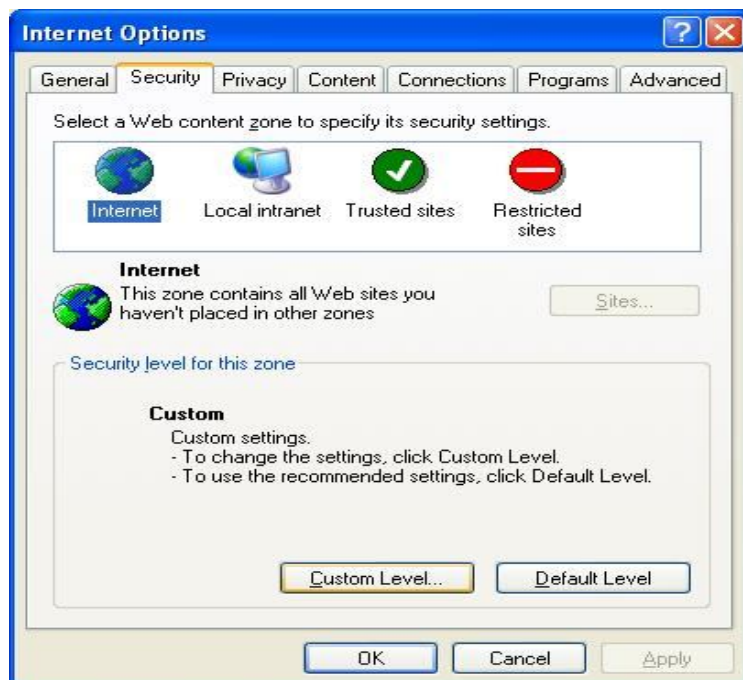 Internet Options
General Security Privacy Content Connections Programs Advanced
Select a Web content zone to specify its security settings.
Internet Local intranet Trusted sites Restricted
sites
Internet
This zone contains all Web sites you
haven't placed in other zones
Sites...
Security level for this zone
Custom
Custom settings.
- To change the settings, click Custom Level.
- To use the recommended settings, click Default Level.
Custom Level... Default Level
OK Cancel Apply